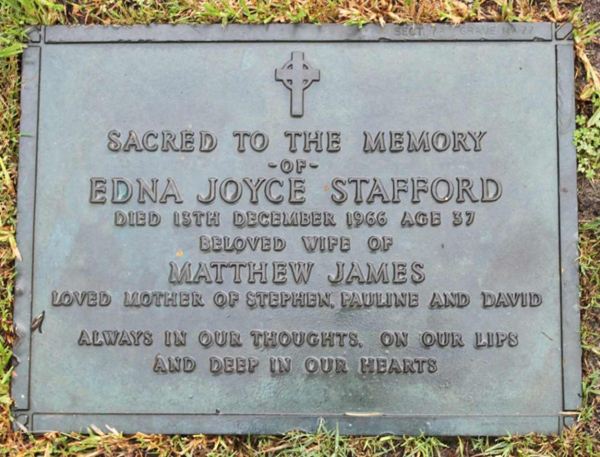 SECT. GRAVE
SACRED TO THE MEMORY
-OF-
EDNA JOYCE STAFFORD
DIED 13TH DECEMBER 1966 AGE 37
BELOVED WIFE OF
MATTHEW JAMES
LOVED MOTHER OF STEPHEN, PAULINE AND DAVID
ALWAYS IN OUR THOUGHTS, ON OUR LIPS
AND DEEP IN OUR HEARTS